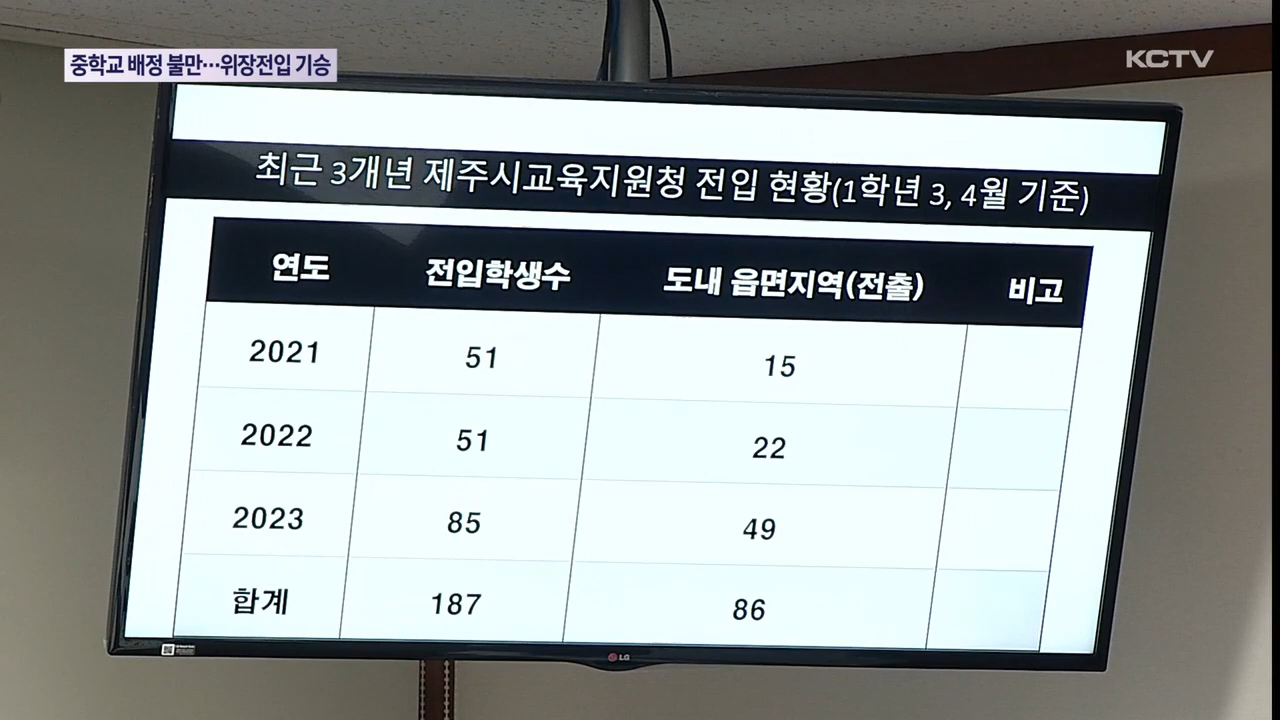 중학교 배정 불만…위장전입 기승
KCTV
최근 3개년 제주시교육지원청 전입 현황(1학년 3, 4월 기준)
연도 전입학생수 도내 읍면지역(전출) 비고
2021 51 15
2022 51 22
2023 85 49
합계 187 86
LG